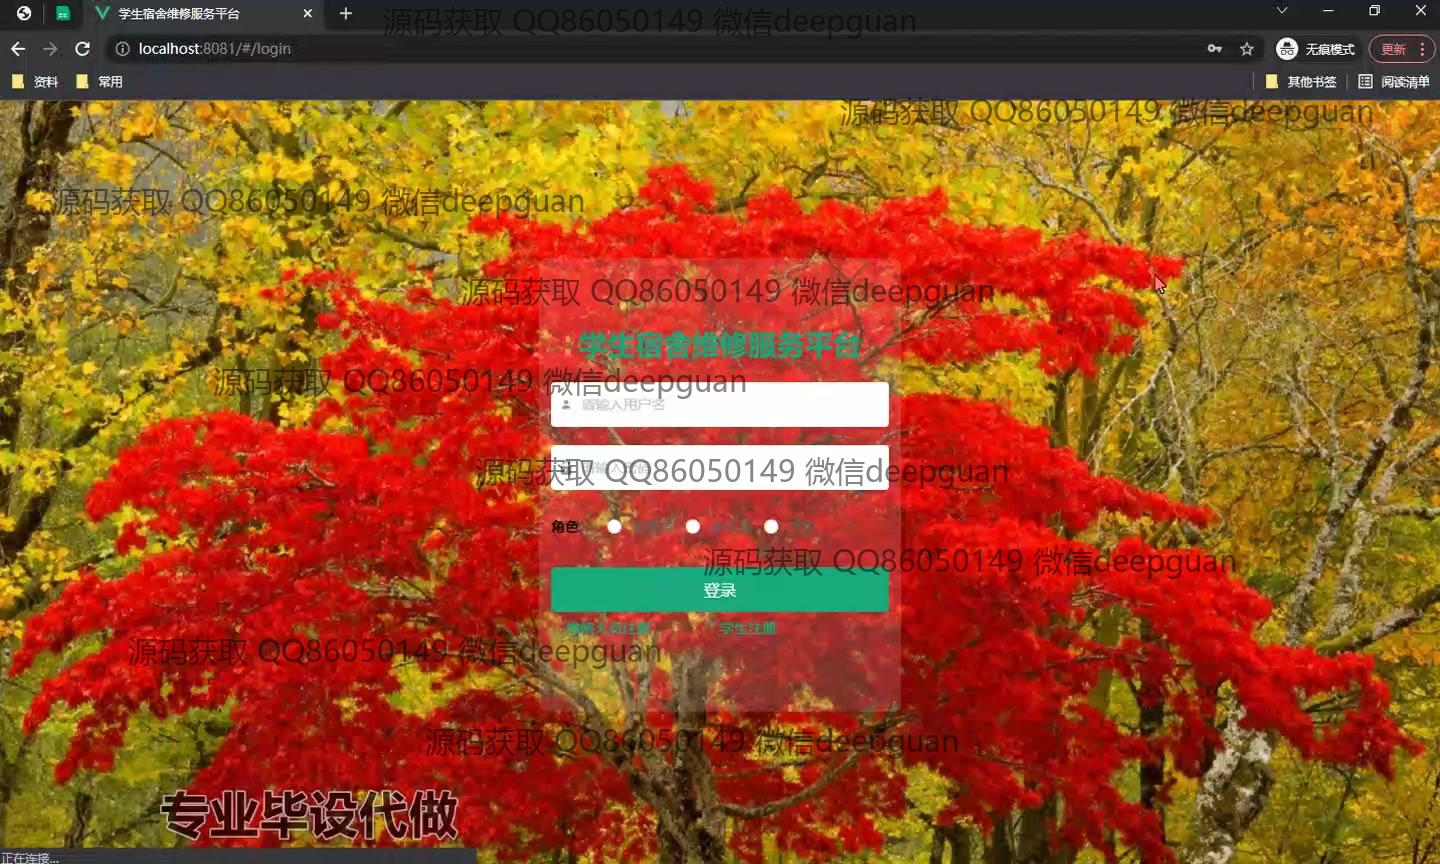 学生宿舍维修服务平台
源码获取 QQ86050149 微信deepguan
localhost:8081/#/login
无痕模式
更新
资料
常用
其他书签
阅读清单
源码获取 QQ86050149 微信deepguan
源码获取 QQ86050149 微信deepguan
源码获取 QQ86050149 微信deepguan
学生宿舍维修服务平台
源码获取 QQ86050149 微信deepguan
请输入用户名
源码获取 QQ86050149 微信deepguan
角色
源码获取 QQ86050149 微信deepguan
登录
维修人员注册
学生注册
源码获取 QQ86050149 微信deepguan
源码获取 QQ86050149 微信deepguan
专业毕设代做
正在连接...